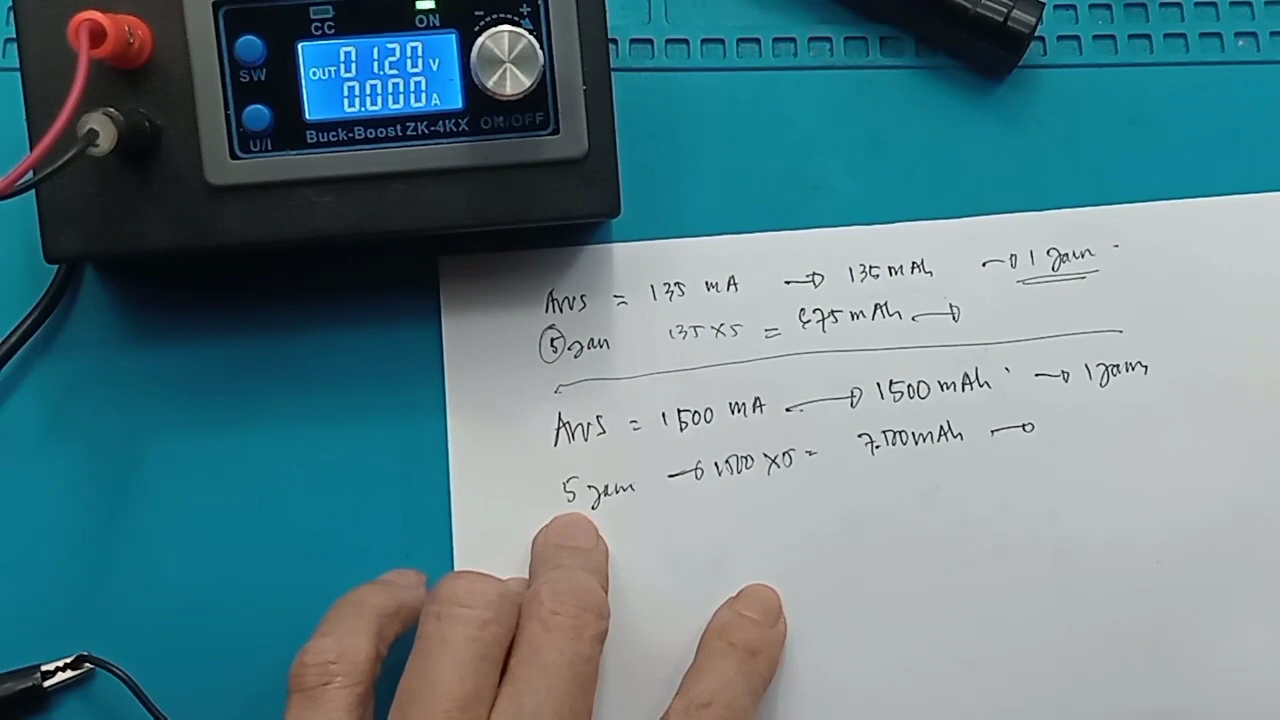 CC
ON
- +
SW
OUT 01.20 V
0.000 A
U/I
Buck-Boost ZK-4KX
ON/OFF
Arus = 135 mA → 135 mAh → 1 jam
5 jam 135 x 5 = 675 mAh →
Arus = 1500 mA → 1500 mAh → 1 jam
5 jam → 1500 x 5 = 7.500 mAh →